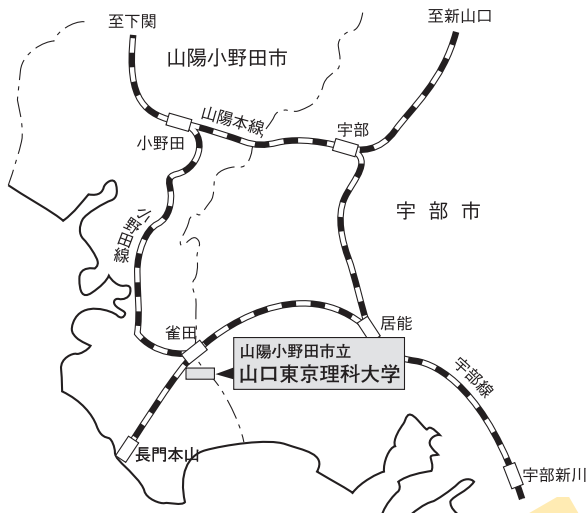 至下関
至新山口
山陽小野田市
山陽本線
小野田
宇部
宇部市
小野田線
居能
雀田
山陽小野田市立
山口東京理科大学
宇部線
長門本山
宇部新川